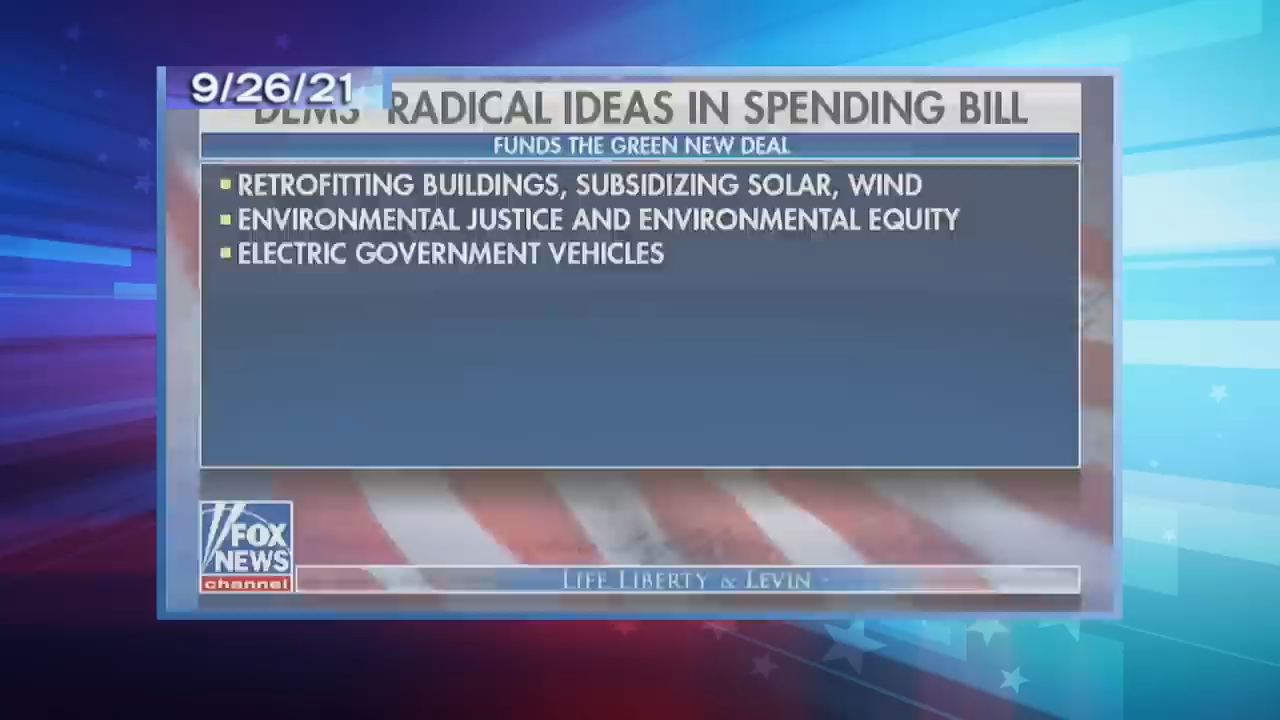 9/26/21
DEMS' RADICAL IDEAS IN SPENDING BILL
FUNDS THE GREEN NEW DEAL
RETROFITTING BUILDINGS, SUBSIDIZING SOLAR, WIND
ENVIRONMENTAL JUSTICE AND ENVIRONMENTAL EQUITY
ELECTRIC GOVERNMENT VEHICLES
FOX
NEWS
channel
LIFE LIBERTY & LEVIN